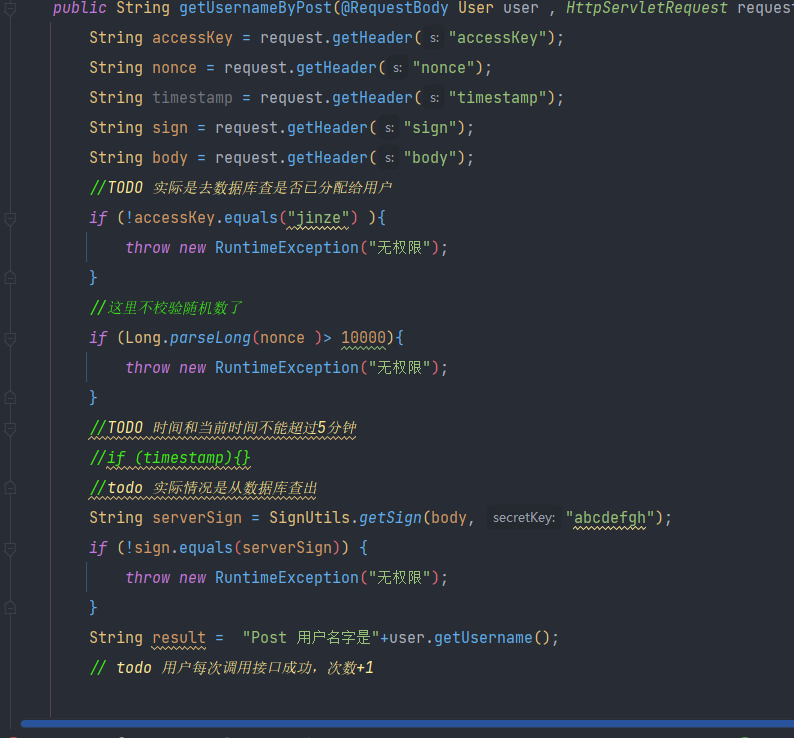 public String getUsernameByPost(@RequestBody User user , HttpServletRequest request
String accessKey = request.getHeader( s: "accessKey");
String nonce = request.getHeader( s: "nonce");
String timestamp = request.getHeader( s: "timestamp");
String sign = request.getHeader( s: "sign");
String body = request.getHeader( s: "body");
//TODO 实际是去数据库查是否已分配给用户
if (!accessKey.equals("jinze") ){
throw new RuntimeException("无权限");
}
//这里不校验随机数了
if (Long.parseLong(nonce )> 10000){
throw new RuntimeException("无权限");
}
//TODO 时间和当前时间不能超过5分钟
//if (timestamp){}
//todo 实际情况是从数据库查出
String serverSign = SignUtils.getSign(body, secretKey: "abcdefgh");
if (!sign.equals(serverSign)) {
throw new RuntimeException("无权限");
}
String result = "Post 用户名字是"+user.getUsername();
// todo 用户每次调用接口成功，次数+1